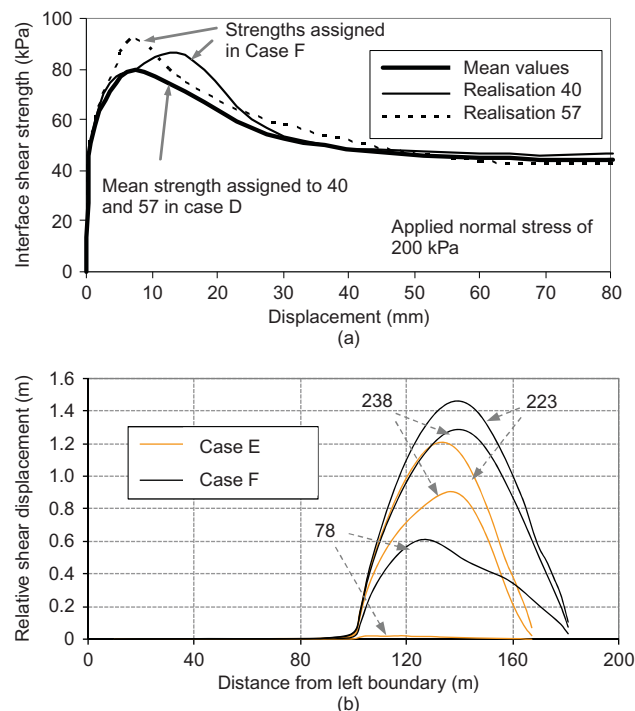 (a)
Interface shear strength (kPa)
100
80
60
40
20
0
Strengths assigned
in Case F
Mean values
Realisation 40
Realisation 57
Mean strength assigned to 40
and 57 in case D
Applied normal stress of
200 kPa
0 10 20 30 40 50 60 70 80
Displacement (mm)
(a)
Relative shear displacement (m)
1.6
1.4
1.2
1.0
0.8
0.6
0.4
0.2
0
Case E
Case F
238
223
78
0 40 80 120 160 200
Distance from left boundary (m)
(b)